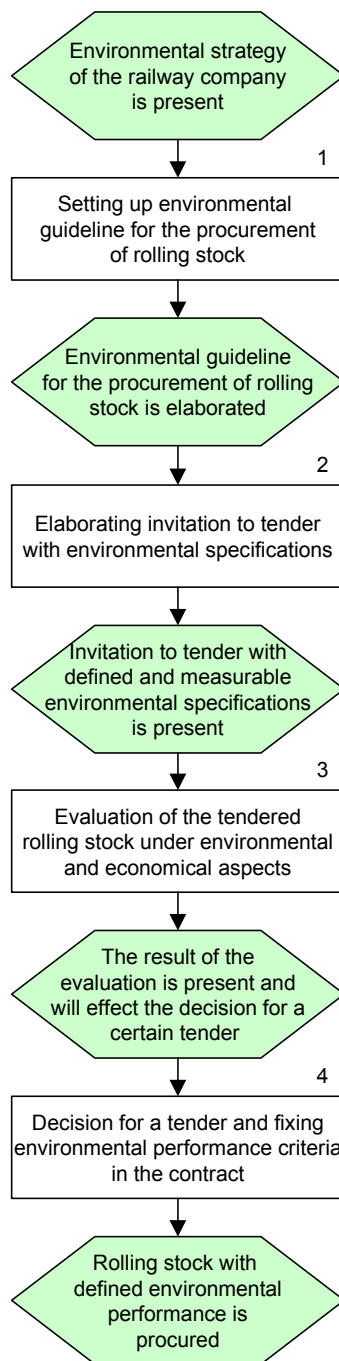 Environmental strategy
of the railway company
is present
1
Setting up environmental
guideline for the procurement
of rolling stock
Environmental guideline
for the procurement of rolling
stock is elaborated
2
Elaborating invitation to tender
with environmental specifications
Invitation to tender with
defined and measurable
environmental specifications
is present
3
Evaluation of the tendered
rolling stock under environmental
and economical aspects
The result of the
evaluation is present and
will effect the decision for a
certain tender
4
Decision for a tender and fixing
environmental performance criteria
in the contract
Rolling stock with
defined environmental
performance is
procured